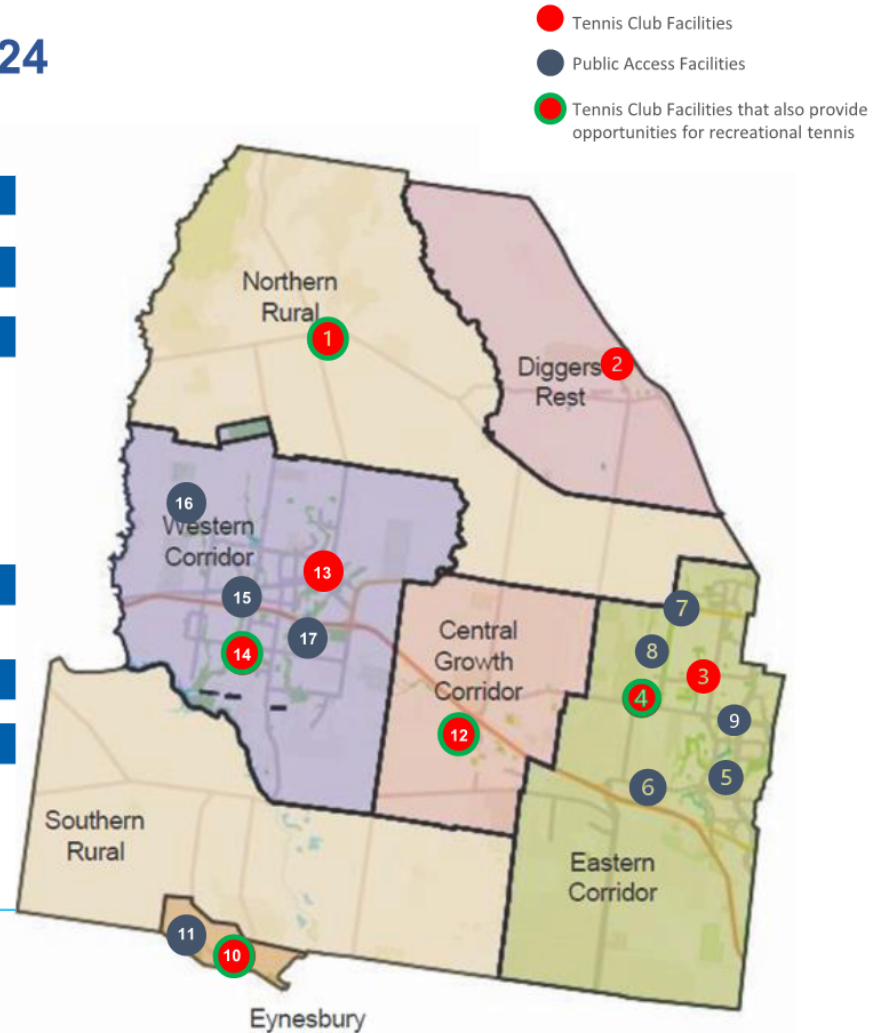 24
Tennis Club Facilities
Public Access Facilities
Tennis Club Facilities that also provide
opportunities for recreational tennis
Northern
Rural
1
Diggers
Rest
2
16
Western
Corridor
13
15
17
14
Central
Growth
Corridor
12
7
8
3
4
9
6
5
Eastern
Corridor
Southern
Rural
11
10
Eynesbury